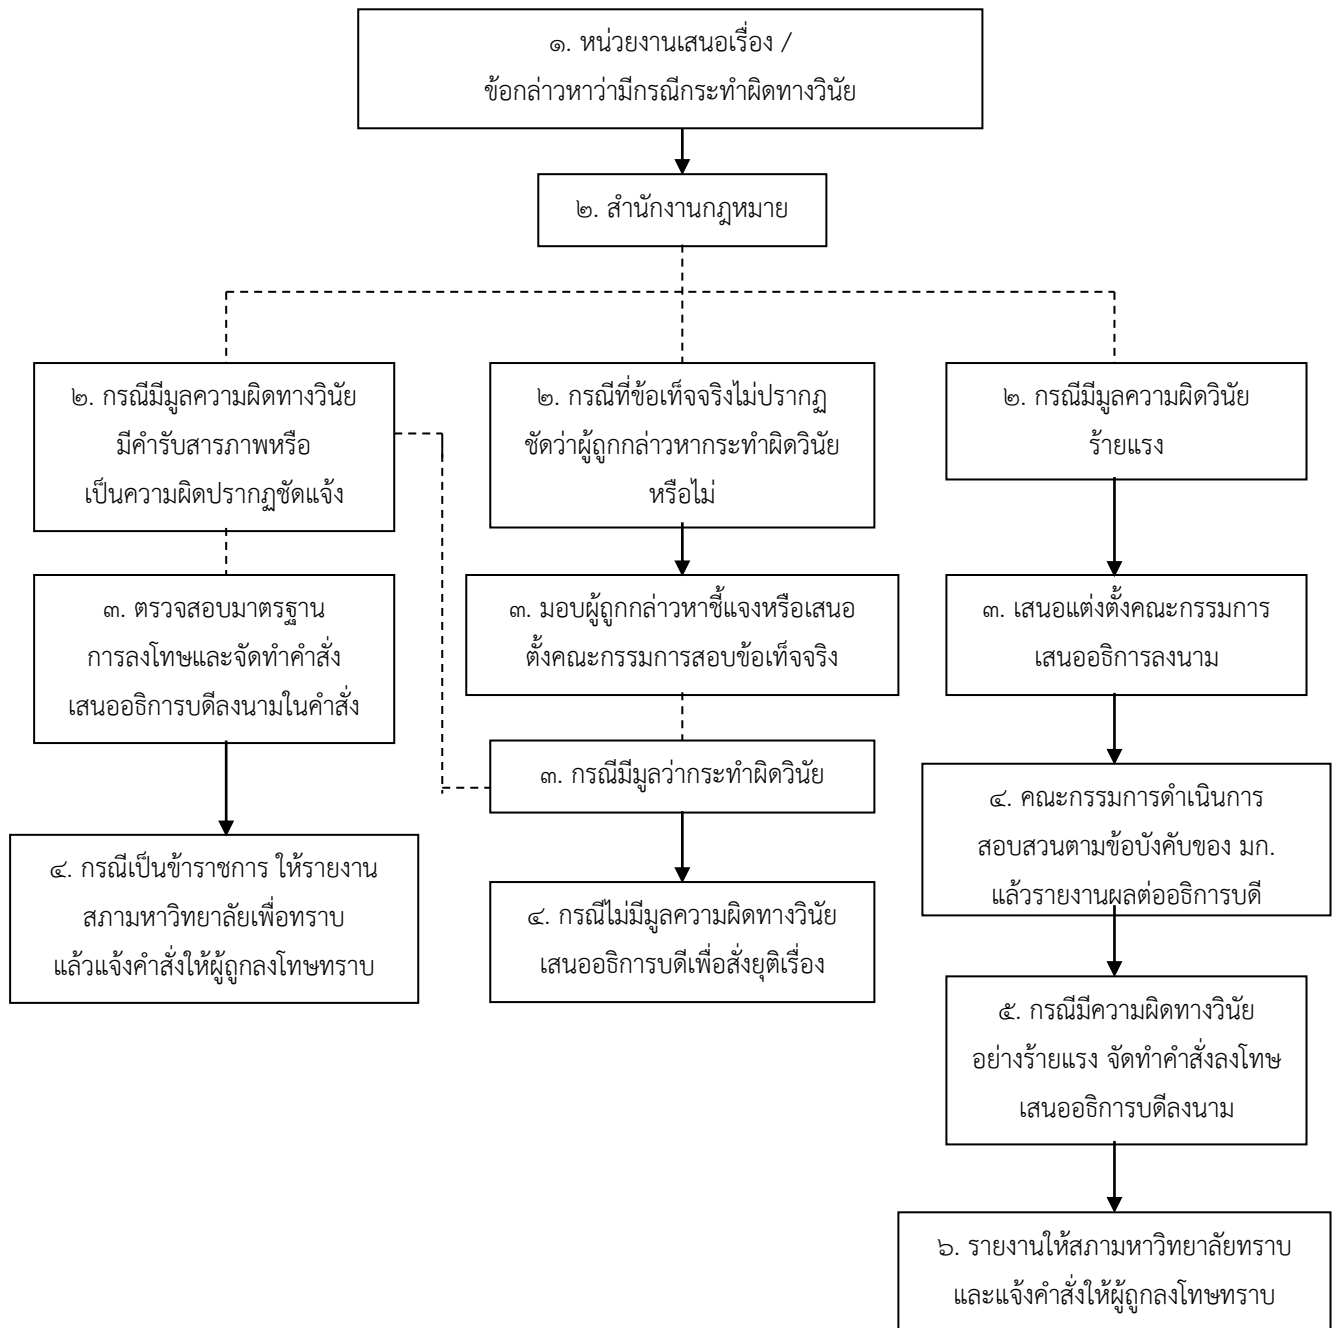 ๑. หน่วยงานเสนอเรื่อง /
ข้อกล่าวหาว่ามีกรณีกระทำผิดทางวินัย
๒. สำนักงานกฎหมาย
๒. กรณีมีมูลความผิดทางวินัย
มีคำรับสารภาพหรือ
เป็นความผิดปรากฏชัดแจ้ง
๓. ตรวจสอบมาตรฐาน
การลงโทษและจัดทำคำสั่ง
เสนออธิการบดีลงนามในคำสั่ง
๔. กรณีเป็นข้าราชการ ให้รายงาน
สภามหาวิทยาลัยเพื่อทราบ
แล้วแจ้งคำสั่งให้ผู้ถูกลงโทษทราบ
๒. กรณีที่ข้อเท็จจริงไม่ปรากฏ
ชัดว่าผู้ถูกกล่าวหากระทำผิดวินัย
หรือไม่
๓. มอบผู้ถูกกล่าวหาชี้แจงหรือเสนอ
ตั้งคณะกรรมการสอบข้อเท็จจริง
๓. กรณีมีมูลว่ากระทำผิดวินัย
๔. กรณีไม่มีมูลความผิดทางวินัย
เสนออธิการบดีเพื่อสั่งยุติเรื่อง
๒. กรณีมีมูลความผิดวินัย
ร้ายแรง
๓. เสนอแต่งตั้งคณะกรรมการ
เสนออธิการลงนาม
๔. คณะกรรมการดำเนินการ
สอบสวนตามข้อบังคับของ มก.
แล้วรายงานผลต่ออธิการบดี
๕. กรณีมีความผิดทางวินัย
อย่างร้ายแรง จัดทำคำสั่งลงโทษ
เสนออธิการบดีลงนาม
๖. รายงานให้สภามหาวิทยาลัยทราบ
และแจ้งคำสั่งให้ผู้ถูกลงโทษทราบ